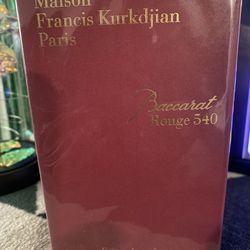 Maison
Francis Kurkdjian
Paris
Baccarat
Rouge 540